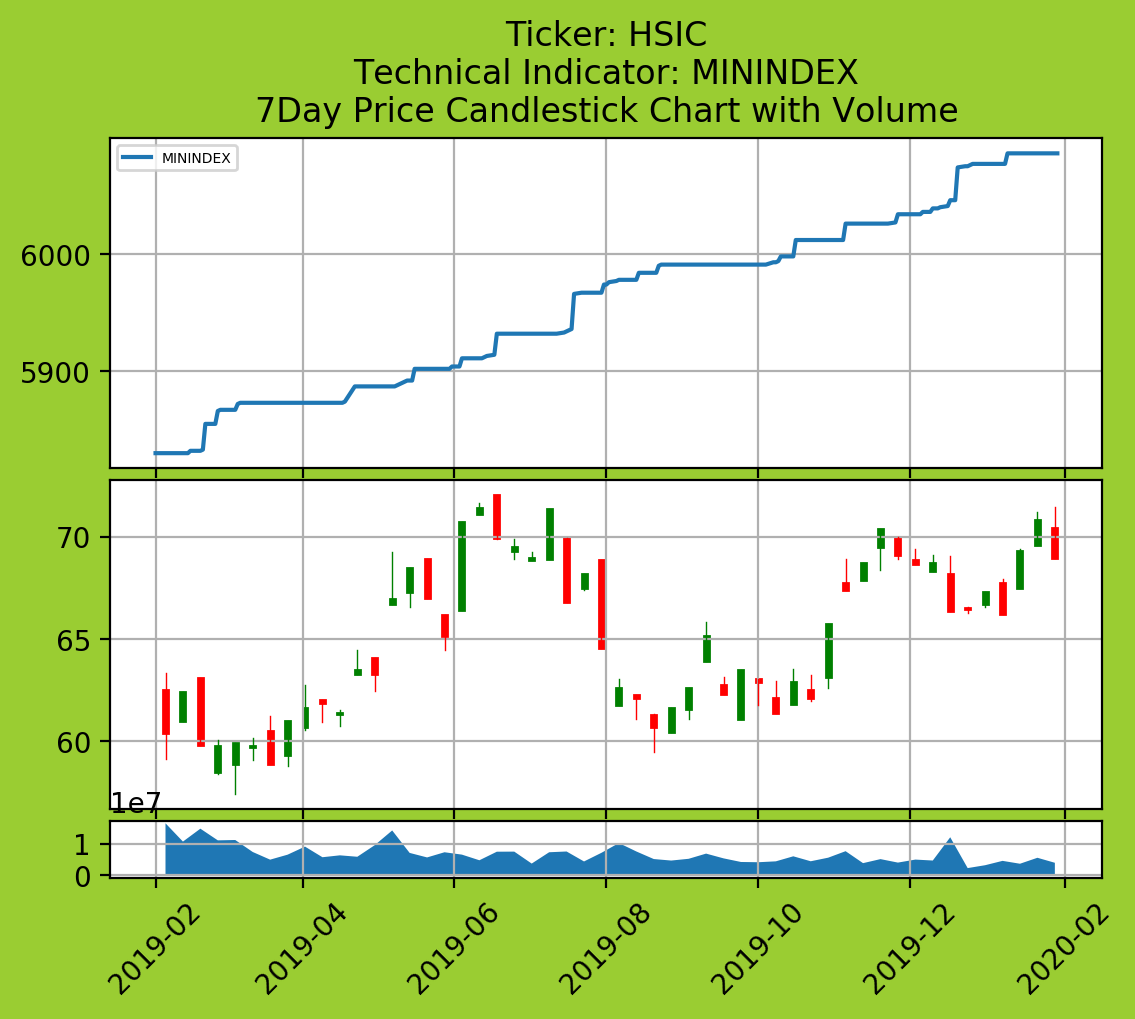 Ticker: HSIC
Technical Indicator: MININDEX
7Day Price Candlestick Chart with Volume
MININDEX
6000
5900
70
65
60
1e7
1
0
2019-02
2019-04
2019-06
2019-08
2019-10
2019-12
2020-02